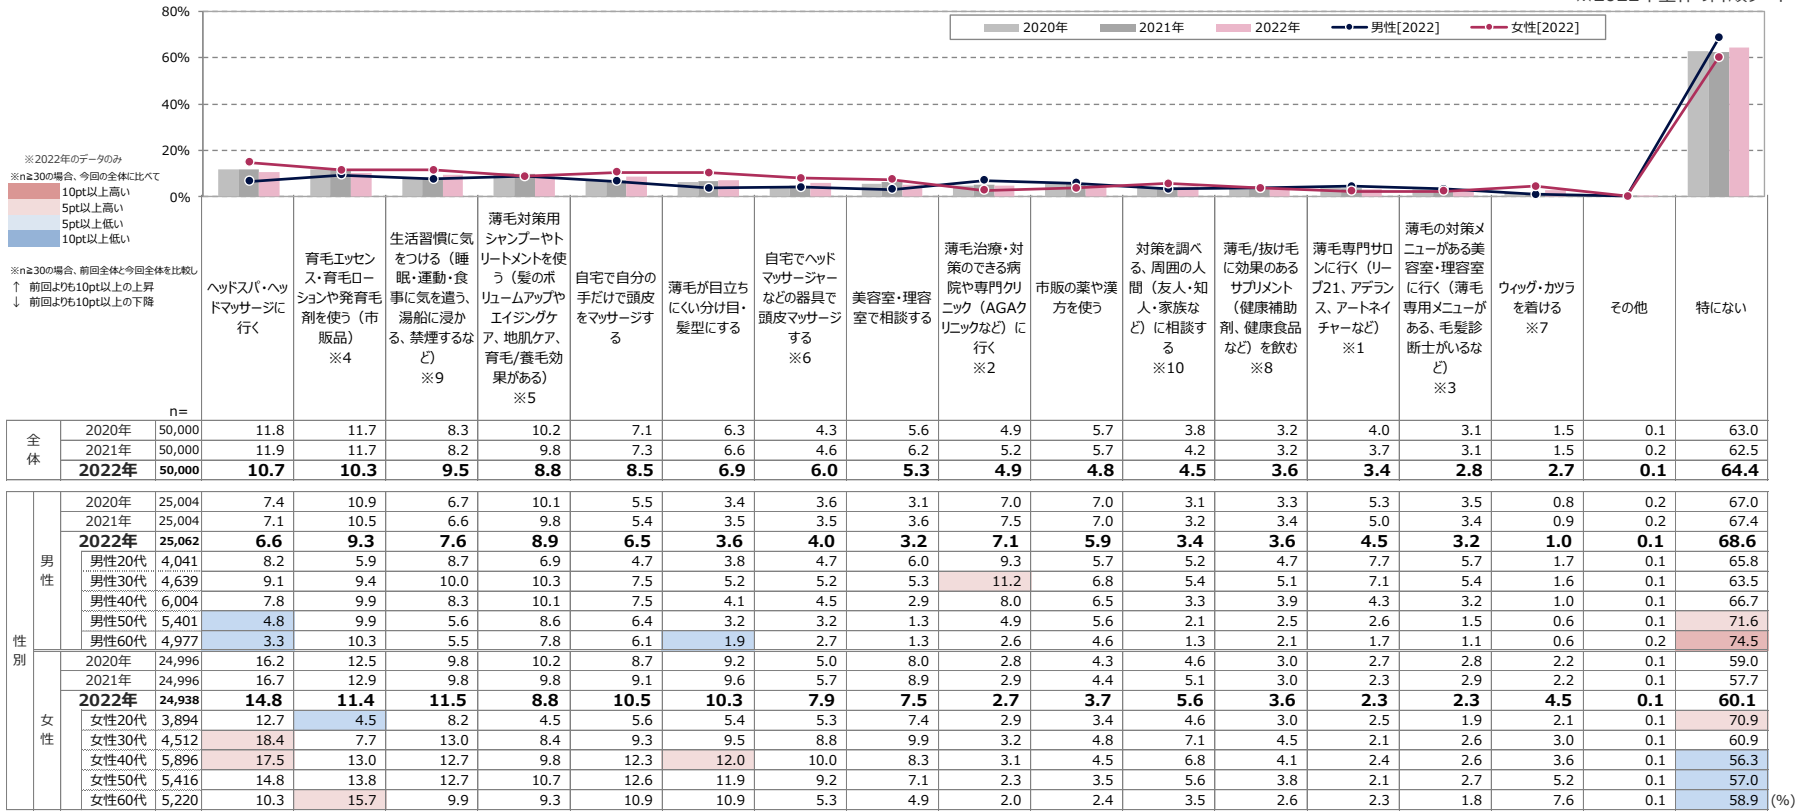 80%
60%
40%
20%
0%
2020年 2021年 2022年 男性[2022] 女性[2022]
※2022年のデータのみ
※n≧30の場合、今回の全体に比べて
10pt以上高い
5pt以上高い
5pt以上低い
10pt以上低い
※n≧30の場合、前回全体と今回全体を比較し
↑ 前回よりも10pt以上の上昇
↓ 前回よりも10pt以上の下降
ヘッドスパ・ヘッ
ドマッサージに
行く
育毛エッセン
ス・育毛ロー
ションや発育毛
剤を使う（市
販品）
※4
生活習慣に気
をつける（睡
眠・運動・食
事に気を遣う、
湯船に浸か
る、禁煙するな
ど）
※9
薄毛対策用
シャンプーやト
リートメントを使
う（髪のボ
リュームアップや
エイジングケ
ア、地肌ケア、
育毛/養毛効
果がある）
※5
自宅で自分の
手だけで頭皮
をマッサージす
る
薄毛が目立ち
にくい分け目・
髪型にする
自宅でヘッド
マッサージャー
などの器具で
頭皮マッサージ
する
※6
美容室・理容
室で相談する
薄毛治療・対
策のできる病
院や専門クリ
ニック（AGAク
リニックなど）に
行く
※2
市販の薬や漢
方を使う
対策を調べ
る、周囲の人
間（友人・知
人・家族な
ど）に相談す
る
※10
薄毛/抜け毛
に効果のある
サプリメント
（健康補助
剤、健康食品
など）を飲む
※8
薄毛専門サロ
ンに行く（リー
ブ21、アデラン
ス、アートネイ
チャーなど）
※1
薄毛の対策メ
ニューがある美
容室・理容室
に行く（薄毛
専用メニューが
ある、毛髪診
断士がいるな
ど）
※3
ウィッグ・カツラ
を着ける
※7
その他
特にない
n=
全体
2020年 50,000 11.8 11.7 8.3 10.2 7.1 6.3 4.3 5.6 4.9 5.7 3.8 3.2 4.0 3.1 1.5 0.1 63.0
2021年 50,000 11.9 11.7 8.2 9.8 7.3 6.6 4.6 6.2 5.2 5.7 4.2 3.2 3.7 3.1 1.5 0.2 62.5
2022年 50,000 10.7 10.3 9.5 8.8 8.5 6.9 6.0 5.3 4.9 4.8 4.5 3.6 3.4 2.8 2.7 0.1 64.4
性別
男性
2020年 25,004 7.4 10.9 6.7 10.1 5.5 3.4 3.6 3.1 7.0 7.0 3.1 3.3 5.3 3.5 0.8 0.2 67.0
2021年 25,004 7.1 10.5 6.6 9.8 5.4 3.5 3.5 3.6 7.5 7.0 3.2 3.4 5.0 3.4 0.9 0.2 67.4
2022年 25,062 6.6 9.3 7.6 8.9 6.5 3.6 4.0 3.2 7.1 5.9 3.4 3.6 4.5 3.2 1.0 0.1 68.6
男性20代 4,041 8.2 5.9 8.7 6.9 4.7 3.8 4.7 6.0 9.3 5.7 5.2 4.7 7.7 5.7 1.7 0.1 65.8
男性30代 4,639 9.1 9.4 10.0 10.3 7.5 5.2 5.2 5.3 11.2 6.8 5.4 5.1 7.1 5.4 1.6 0.1 63.5
男性40代 6,004 7.8 9.9 8.3 10.1 7.5 4.1 4.5 2.9 8.0 6.5 3.3 3.9 4.3 3.2 1.0 0.1 66.7
男性50代 5,401 4.8 9.9 5.6 8.6 6.4 3.2 3.2 1.3 4.9 5.6 2.1 2.5 2.6 1.5 0.6 0.1 71.6
男性60代 4,977 3.3 10.3 5.5 7.8 6.1 1.9 2.7 1.3 2.6 4.6 1.3 2.1 1.7 1.1 0.6 0.2 74.5
女性
2020年 24,996 16.2 12.5 9.8 10.2 8.7 9.2 5.0 8.0 2.8 4.3 4.6 3.0 2.7 2.8 2.2 0.1 59.0
2021年 24,996 16.7 12.9 9.8 9.8 9.1 9.6 5.7 8.9 2.9 4.4 5.1 3.0 2.3 2.9 2.2 0.1 57.7
2022年 24,938 14.8 11.4 11.5 8.8 10.5 10.3 7.9 7.5 2.7 3.7 5.6 3.6 2.3 2.3 4.5 0.1 60.1
女性20代 3,894 12.7 4.5 8.2 4.5 5.6 5.4 5.3 7.4 2.9 3.4 4.6 3.0 2.5 1.9 2.1 0.1 70.9
女性30代 4,512 18.4 7.7 13.0 8.4 9.3 9.5 8.8 9.9 3.2 4.8 7.1 4.5 2.1 2.6 3.0 0.1 60.9
女性40代 5,896 17.5 13.0 12.7 9.8 12.3 12.0 10.0 8.3 3.1 4.5 6.8 4.1 2.4 2.6 3.6 0.1 56.3
女性50代 5,416 14.8 13.8 12.7 10.7 12.6 11.9 9.2 7.1 2.3 3.5 5.6 3.8 2.1 2.7 5.2 0.1 57.0
女性60代 5,220 10.3 15.7 9.9 9.3 10.9 10.9 5.3 4.9 2.0 2.4 3.5 2.6 2.3 1.8 7.6 0.1 58.9 (%)